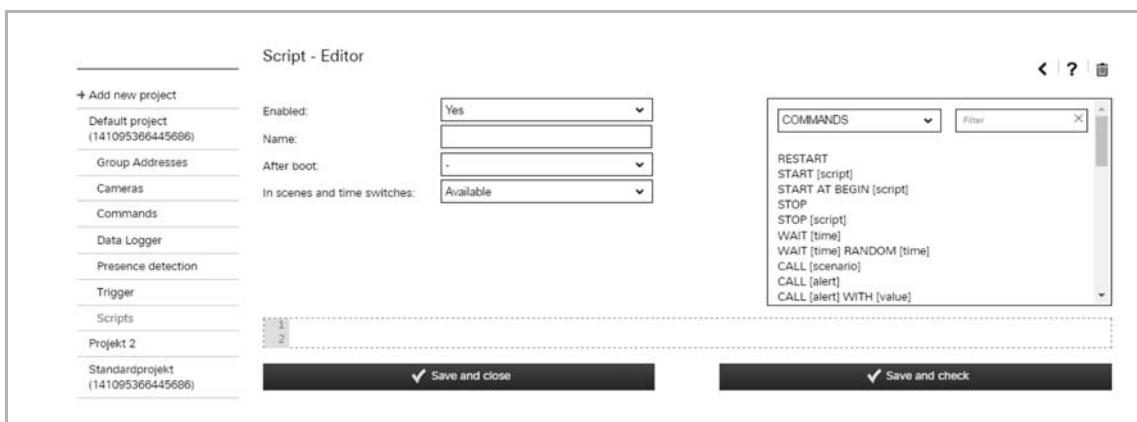 Script - Editor
?
+ Add new project
Default project
(141095366445686)
Group Addresses
Cameras
Commands
Data Logger
Presence detection
Trigger
Scripts
Projekt 2
Standardprojekt
(141095366445686)
Enabled:
Yes
Name:
After boot:
-
In scenes and time switches:
Available
COMMANDS
Filter
RESTART
START [script]
START AT BEGIN [script]
STOP
STOP [script]
WAIT [time]
WAIT [time] RANDOM [time]
CALL [scenario]
CALL [alert]
CALL [alert] WITH [value]
1
2
Save and close
Save and check